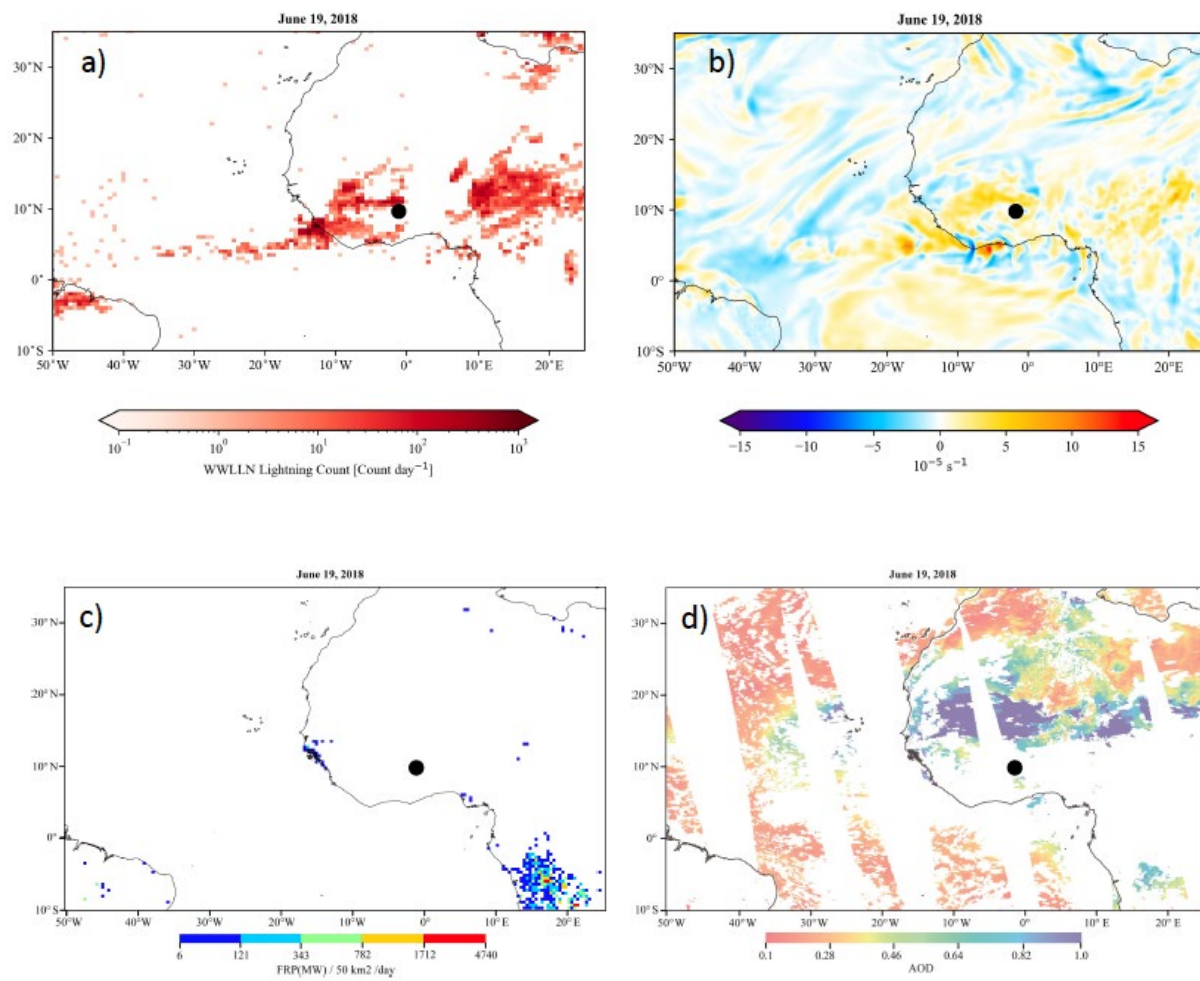 June 19, 2018
a)
30°N
20°N
10°N
0°
10°S
50°W 40°W 30°W 20°W 10°W 0° 10°E 20°E
10⁻¹ 10⁰ 10¹ 10² 10³
WWLLN Lightning Count [Count day⁻¹]
June 19, 2018
b)
30°N
20°N
10°N
0°
10°S
50°W 40°W 30°W 20°W 10°W 0° 10°E 20°E
−15 −10 −5 0 5 10 15
10⁻⁵ s⁻¹
June 19, 2018
c)
30°N
20°N
10°N
0°
10°S
50°W 40°W 30°W 20°W 10°W 0° 10°E 20°E
6 121 343 782 1712 4740
FRP(MW) / 50 km2 /day
June 19, 2018
d)
30°N
20°N
10°N
0°
10°S
50°W 40°W 30°W 20°W 10°W 0° 10°E 20°E
0.1 0.28 0.46 0.64 0.82 1.0
AOD